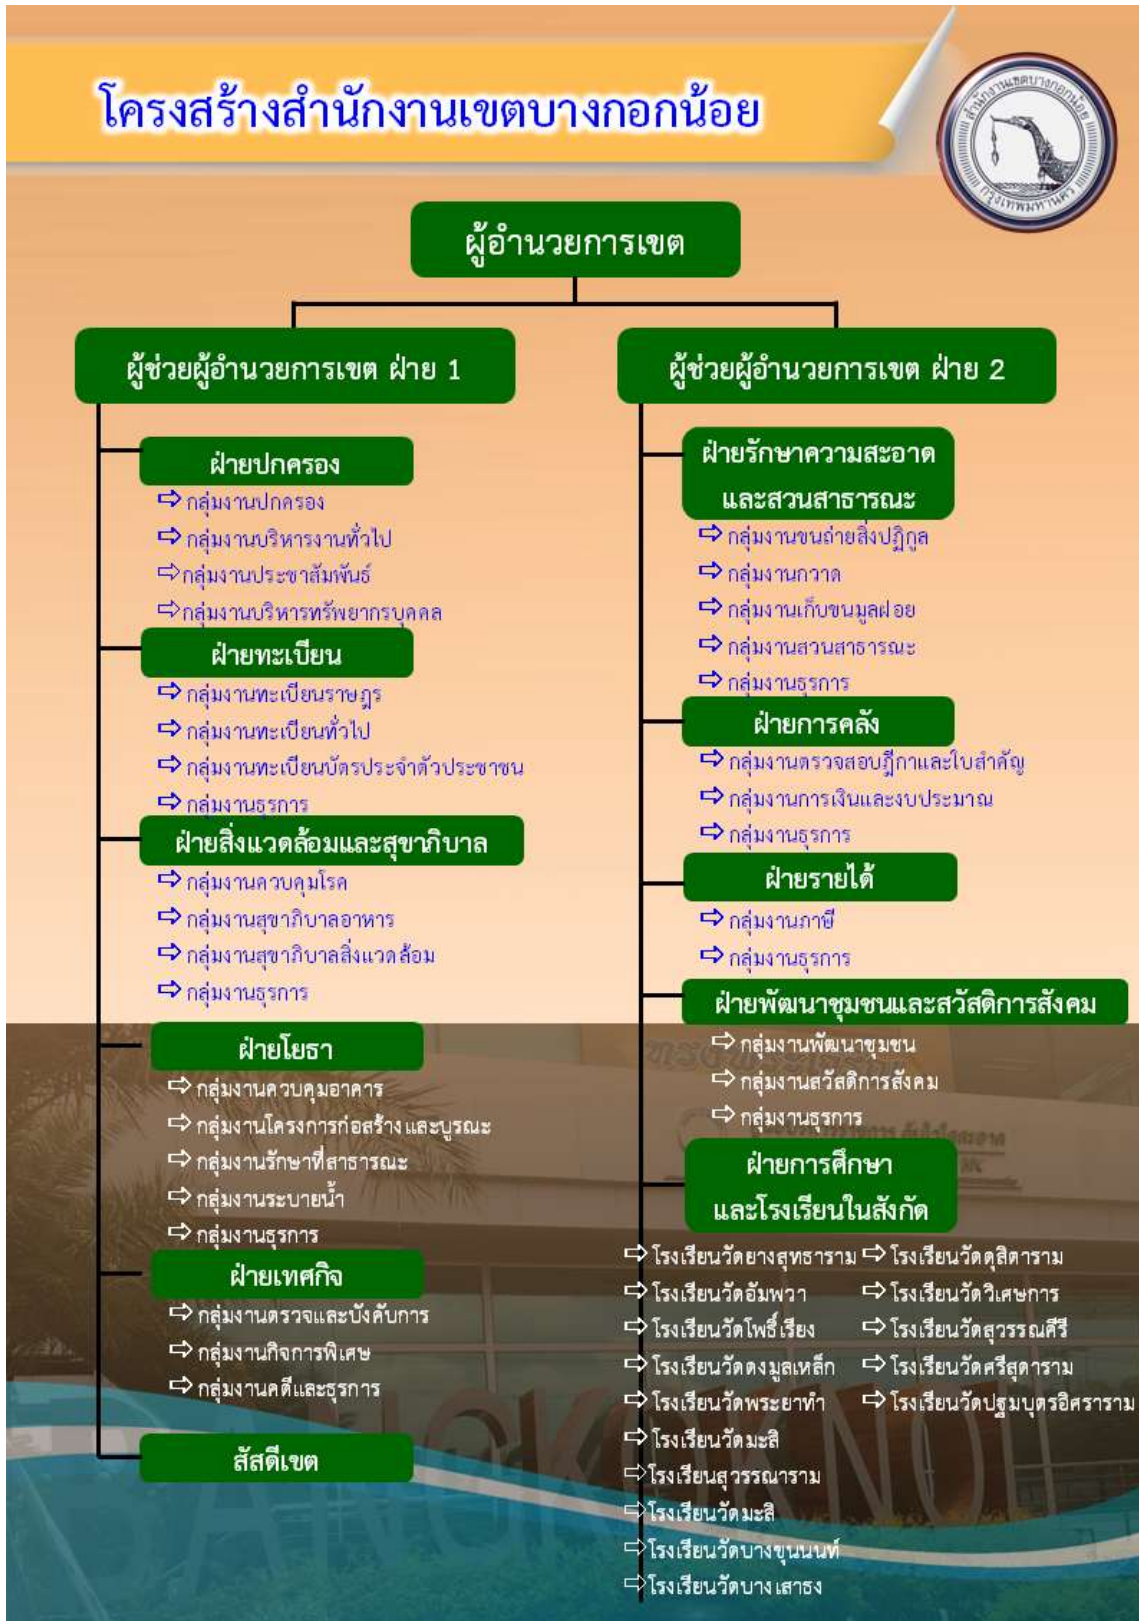 โครงสร้างสำนักงานเขตบางกอกน้อย
สำนักงานเขตบางกอกน้อย
กรุงเทพมหานคร
ผู้อำนวยการเขต
ผู้ช่วยผู้อำนวยการเขต ฝ่าย 1
ฝ่ายปกครอง
⇨ กลุ่มงานปกครอง
⇨ กลุ่มงานบริหารงานทั่วไป
⇨กลุ่มงานประชาสัมพันธ์
⇨กลุ่มงานบริหารทรัพยากรบุคคล
ฝ่ายทะเบียน
⇨ กลุ่มงานทะเบียนราษฎร
⇨ กลุ่มงานทะเบียนทั่วไป
⇨ กลุ่มงานทะเบียนบัตรประจำตัวประชาชน
⇨ กลุ่มงานธุรการ
ฝ่ายสิ่งแวดล้อมและสุขาภิบาล
⇨ กลุ่มงานควบคุมโรค
⇨ กลุ่มงานสุขาภิบาลอาหาร
⇨ กลุ่มงานสุขาภิบาลสิ่งแวดล้อม
⇨ กลุ่มงานธุรการ
ฝ่ายโยธา
⇨ กลุ่มงานควบคุมอาคาร
⇨ กลุ่มงานโครงการก่อสร้างและบูรณะ
⇨ กลุ่มงานรักษาที่สาธารณะ
⇨ กลุ่มงานระบายน้ำ
⇨ กลุ่มงานธุรการ
ฝ่ายเทศกิจ
⇨ กลุ่มงานตรวจและบังคับการ
⇨ กลุ่มงานกิจการพิเศษ
⇨ กลุ่มงานคดีและธุรการ
สัสดีเขต
ผู้ช่วยผู้อำนวยการเขต ฝ่าย 2
ฝ่ายรักษาความสะอาด
และสวนสาธารณะ
⇨ กลุ่มงานขนถ่ายสิ่งปฏิกูล
⇨ กลุ่มงานกวาด
⇨ กลุ่มงานเก็บขนมูลฝอย
⇨ กลุ่มงานสวนสาธารณะ
⇨ กลุ่มงานธุรการ
ฝ่ายการคลัง
⇨ กลุ่มงานตรวจสอบฎีกาและใบสำคัญ
⇨ กลุ่มงานการเงินและงบประมาณ
⇨ กลุ่มงานธุรการ
ฝ่ายรายได้
⇨ กลุ่มงานภาษี
⇨ กลุ่มงานธุรการ
ฝ่ายพัฒนาชุมชนและสวัสดิการสังคม
⇨ กลุ่มงานพัฒนาชุมชน
⇨ กลุ่มงานสวัสดิการสังคม
⇨ กลุ่มงานธุรการ
ฝ่ายการศึกษา
และโรงเรียนในสังกัด
⇨ โรงเรียนวัดยางสุทธาราม ⇨ โรงเรียนวัดดุสิตาราม
⇨ โรงเรียนวัดอัมพวา ⇨ โรงเรียนวัดวิเศษการ
⇨ โรงเรียนวัดโพธิ์เรียง ⇨ โรงเรียนวัดสุวรรณคีรี
⇨ โรงเรียนวัดดงมูลเหล็ก ⇨ โรงเรียนวัดศรีสุดาราม
⇨ โรงเรียนวัดพระยาทำ ⇨ โรงเรียนวัดปฐมบุตรอิศราราม
⇨ โรงเรียนวัดมะลิ
⇨โรงเรียนสุวรรณาราม
⇨ โรงเรียนวัดมะลิ
⇨โรงเรียนวัดบางขุนนนท์
⇨โรงเรียนวัดบางเสาธง
BANGKOK NOI